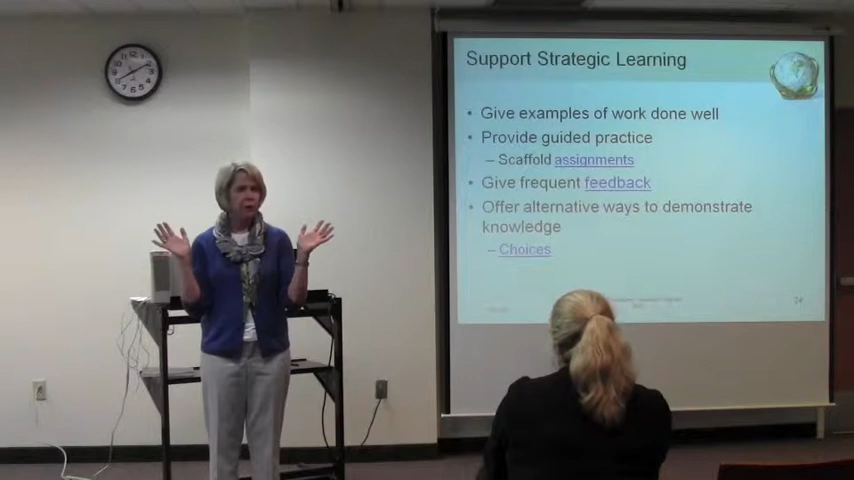 Support Strategic Learning
• Give examples of work done well
• Provide guided practice
– Scaffold assignments
• Give frequent feedback
• Offer alternative ways to demonstrate
knowledge
– Choices